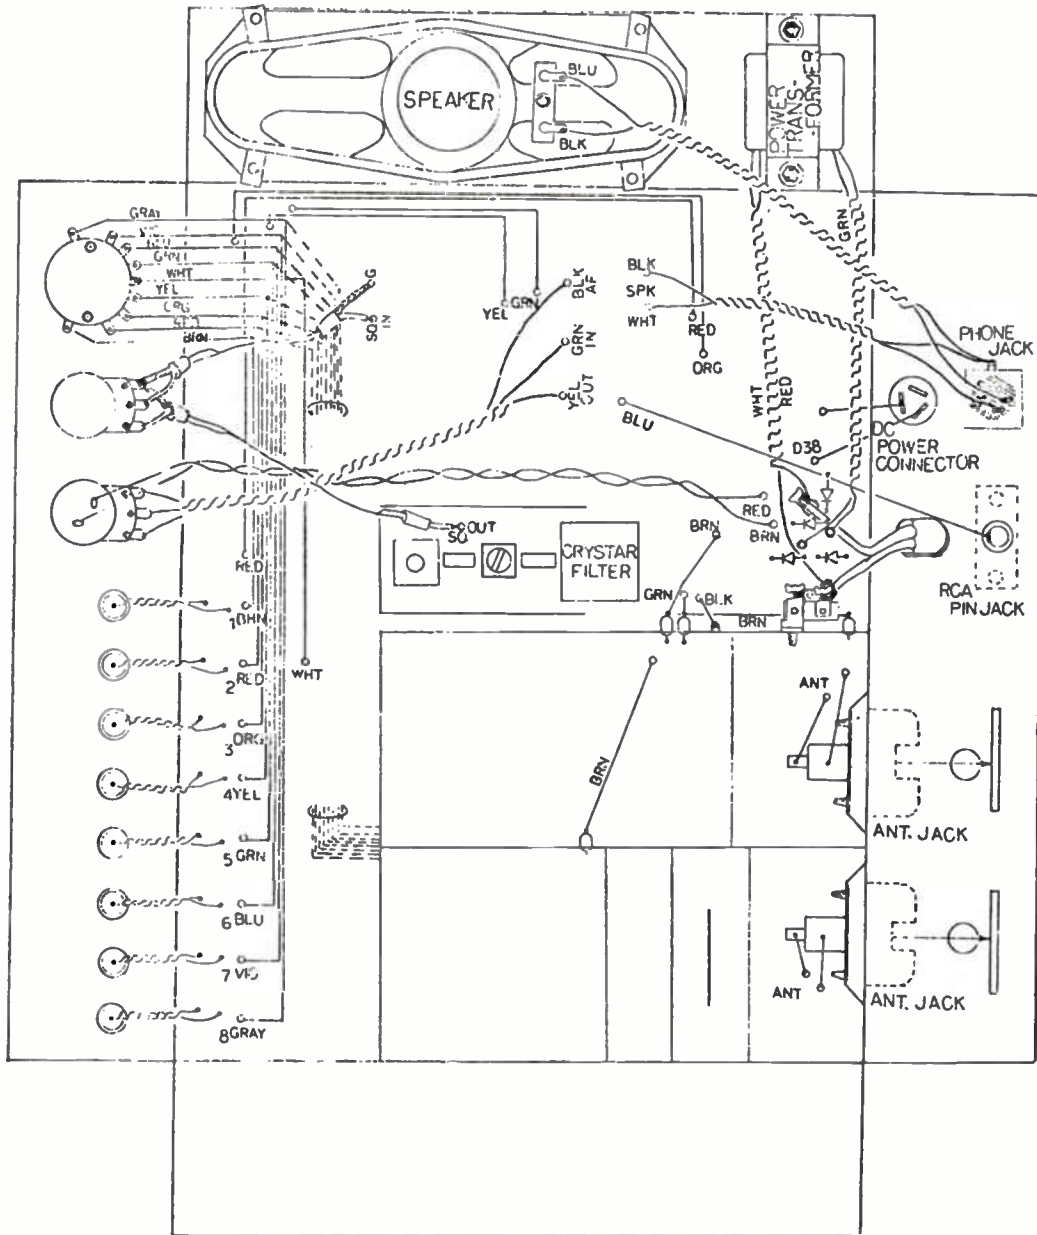 SPEAKER
BLU
BLK
POWER
TRANS-
FORMER
GRN
GRAY
WHT
YEL
G
SQ
IN
YEL
GRN
BLK
AF
GRN
IN
YEL
OUT
BLK
SPK
WHT
RED
ORG
WHT
RED
PHONE
JACK
BLU
D38
DC
POWER
CONNECTOR
SQ OUT
RED
BRN
BRN
CRYSTAR
FILTER
GRN
BLK
BRN
RCA
PIN JACK
RED
1 BRN
2 RED
WHT
3 ORG
4 YEL
5 GRN
6 BLU
7 VIO
8 GRAY
BRN
ANT
ANT. JACK
ANT
ANT. JACK